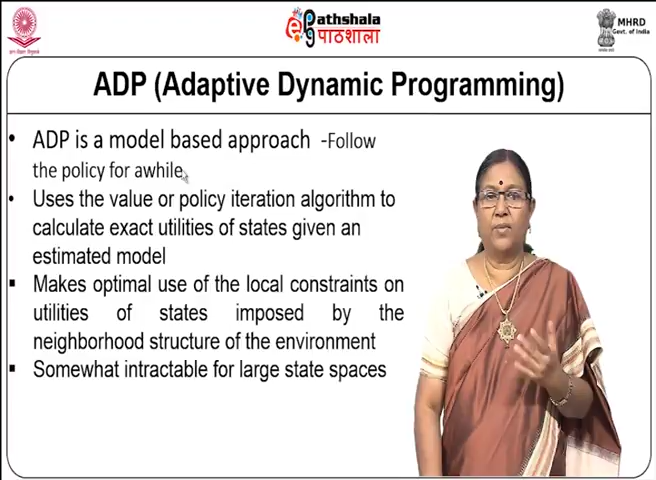 ePathshala
पाठशाला
MHRD
Govt. of India
ADP (Adaptive Dynamic Programming)
• ADP is a model based approach -Follow
the policy for awhile
• Uses the value or policy iteration algorithm to
calculate exact utilities of states given an
estimated model
▪ Makes optimal use of the local constraints on
utilities of states imposed by the
neighborhood structure of the environment
▪ Somewhat intractable for large state spaces